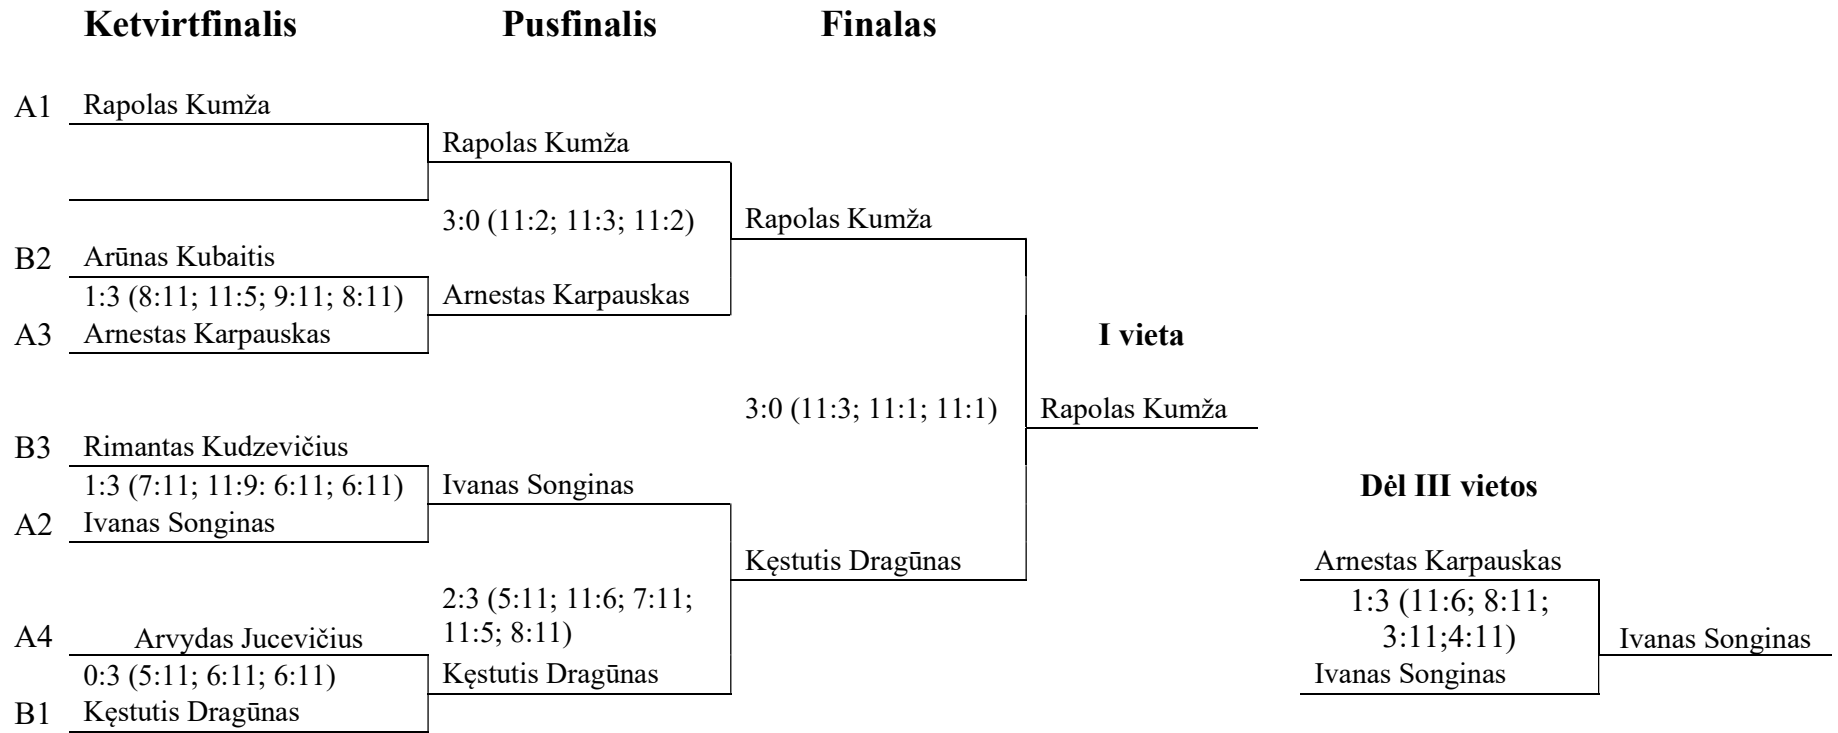 Ketvirtfinalis Pusfinalis Finalas
A1 Rapolas Kumža
Rapolas Kumža
3:0 (11:2; 11:3; 11:2) Rapolas Kumža
B2 Arūnas Kubaitis
1:3 (8:11; 11:5; 9:11; 8:11) Arnestas Karpauskas
A3 Arnestas Karpauskas I vieta
3:0 (11:3; 11:1; 11:1) Rapolas Kumža
B3 Rimantas Kudzevičius
1:3 (7:11; 11:9: 6:11; 6:11) Ivanas Songinas Dėl III vietos
A2 Ivanas Songinas
Kęstutis Dragūnas Arnestas Karpauskas
2:3 (5:11; 11:6; 7:11; 1:3 (11:6; 8:11;
A4 Arvydas Jucevičius 11:5; 8:11) 3:11;4:11) Ivanas Songinas
0:3 (5:11; 6:11; 6:11) Kęstutis Dragūnas Ivanas Songinas
B1 Kęstutis Dragūnas